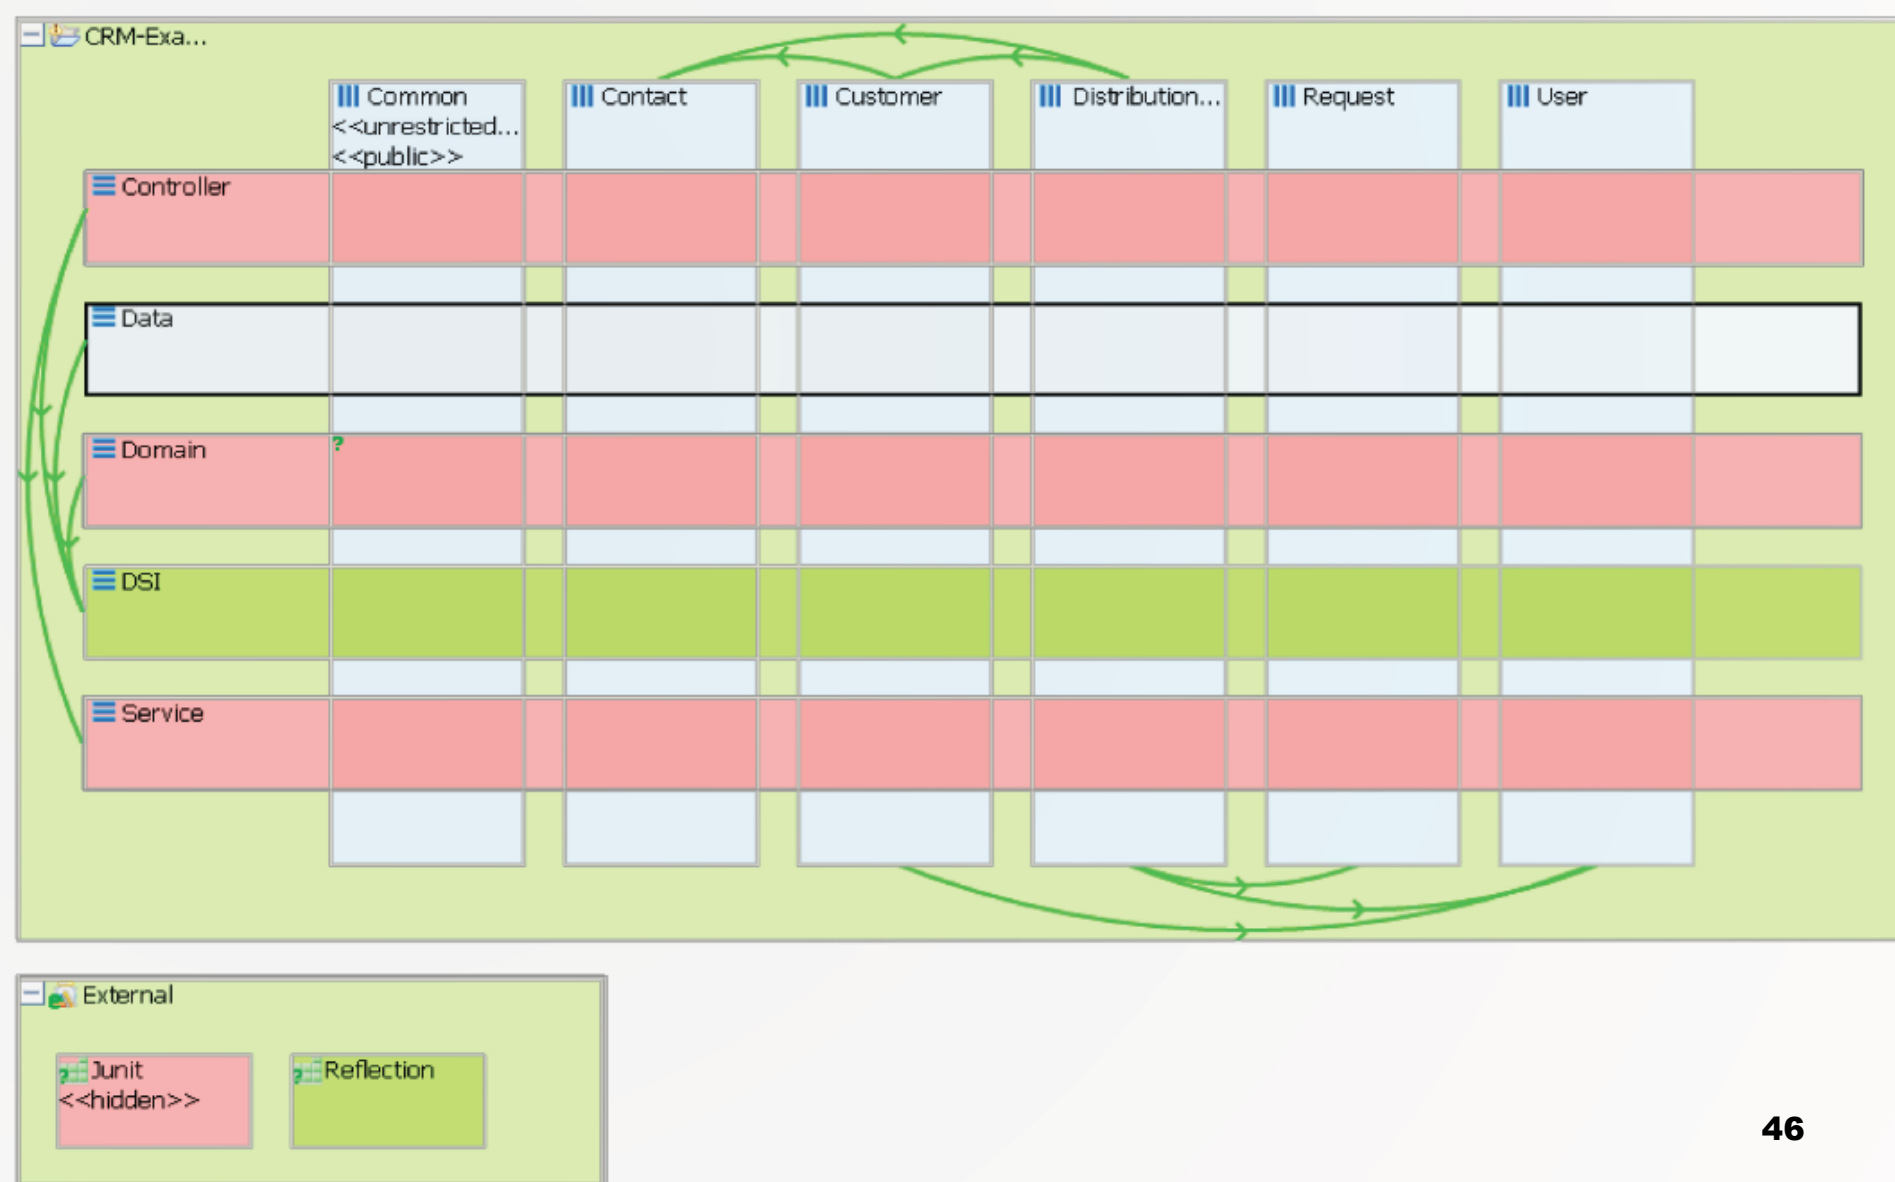 CRM-Exa...
Common
<<unrestricted...
<<public>>
Contact
Customer
Distribution...
Request
User
Controller
Data
Domain
?
DSI
Service
External
Junit
<<hidden>>
Reflection
46